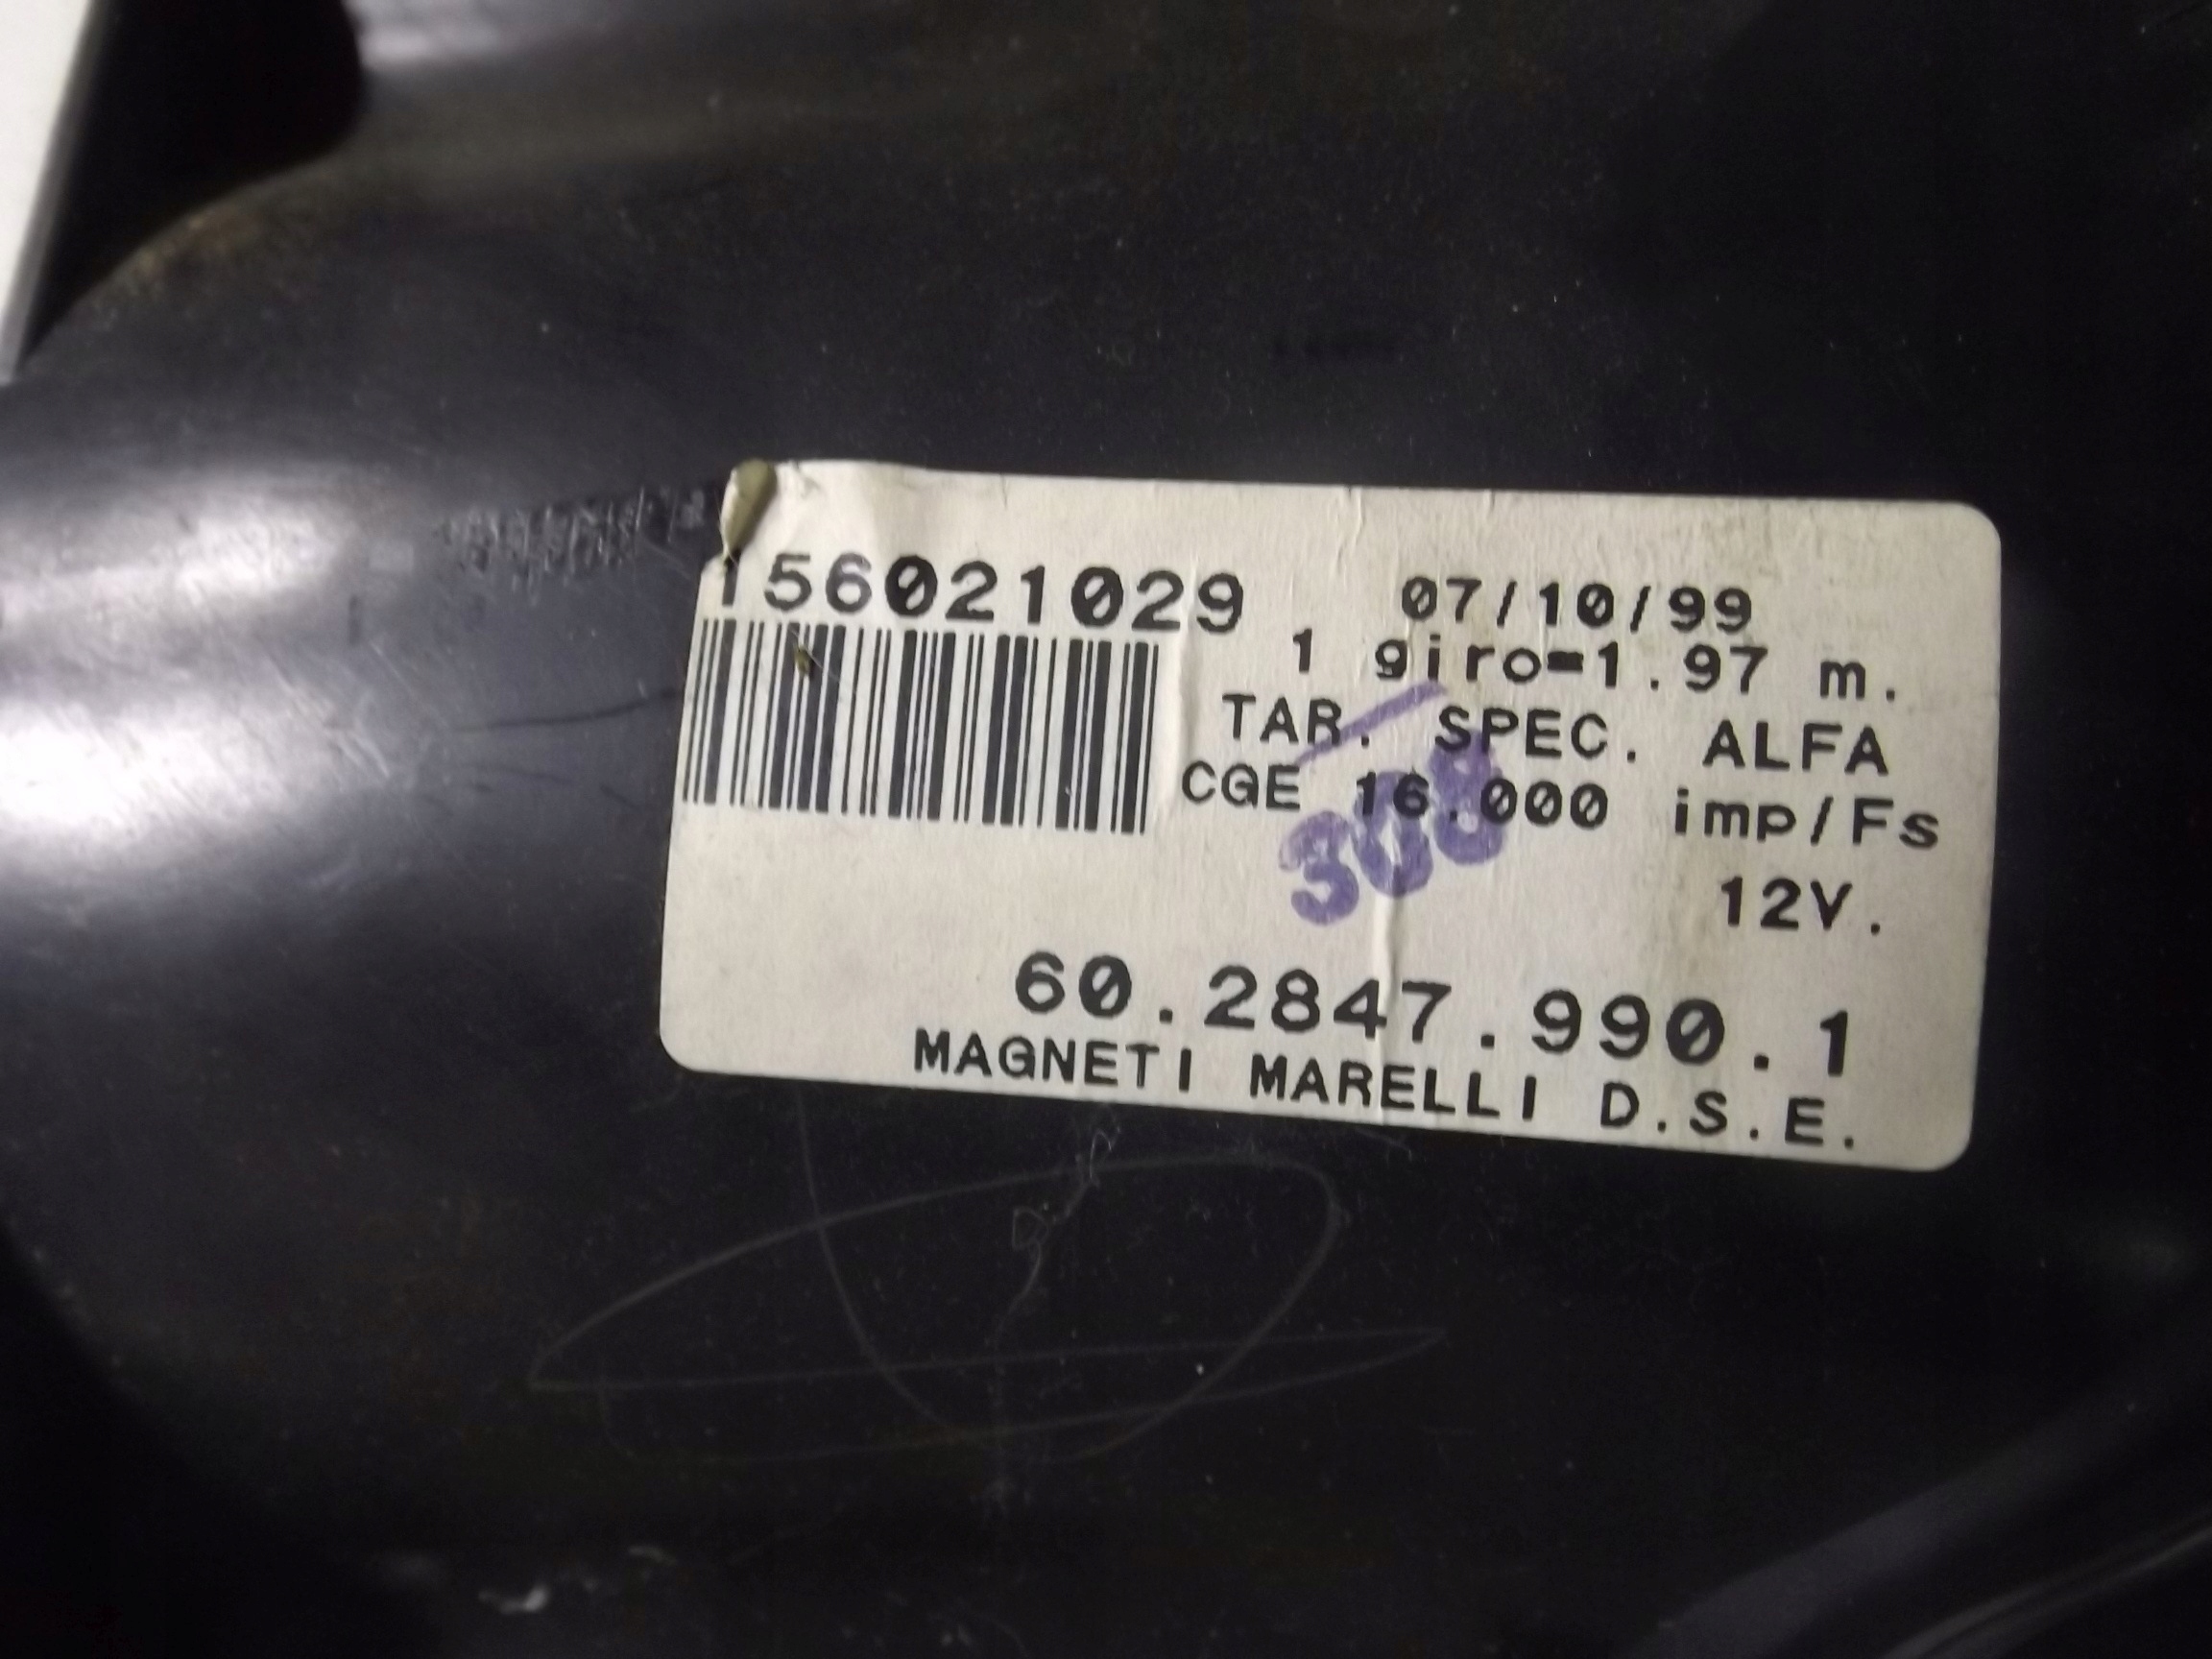 156021029
07/10/99
1 giro=1.97 m.
TAR. SPEC. ALFA
CGE 16.000 imp/Fs
308
12V.
60.2847.990.1
MAGNETI MARELLI D.S.E.